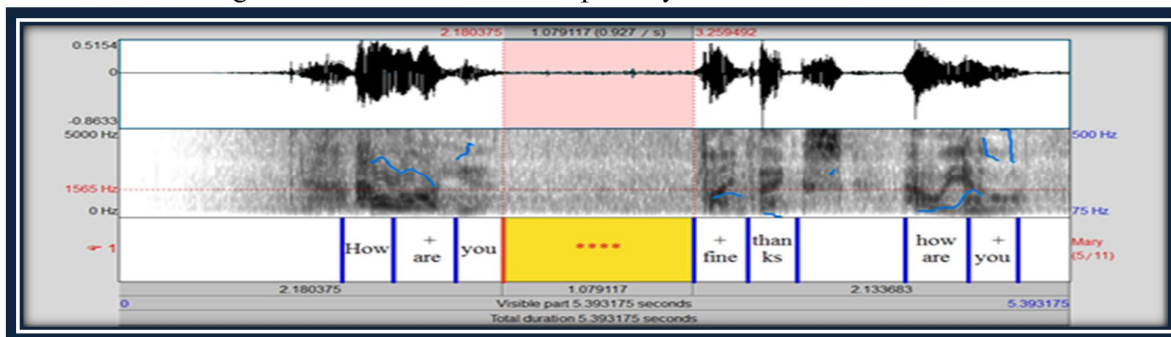 2.180375 1.079117 (0.927 / s) 3.259492
0.5154
0
-0.8633
5000 Hz 500 Hz
1565 Hz
0 Hz 75 Hz
1 How + are you **** + fine than ks how are + you Mary (5/11)
2.180375 1.079117 2.133683
0 Visible part 5.393175 seconds 5.393175
Total duration 5.393175 seconds